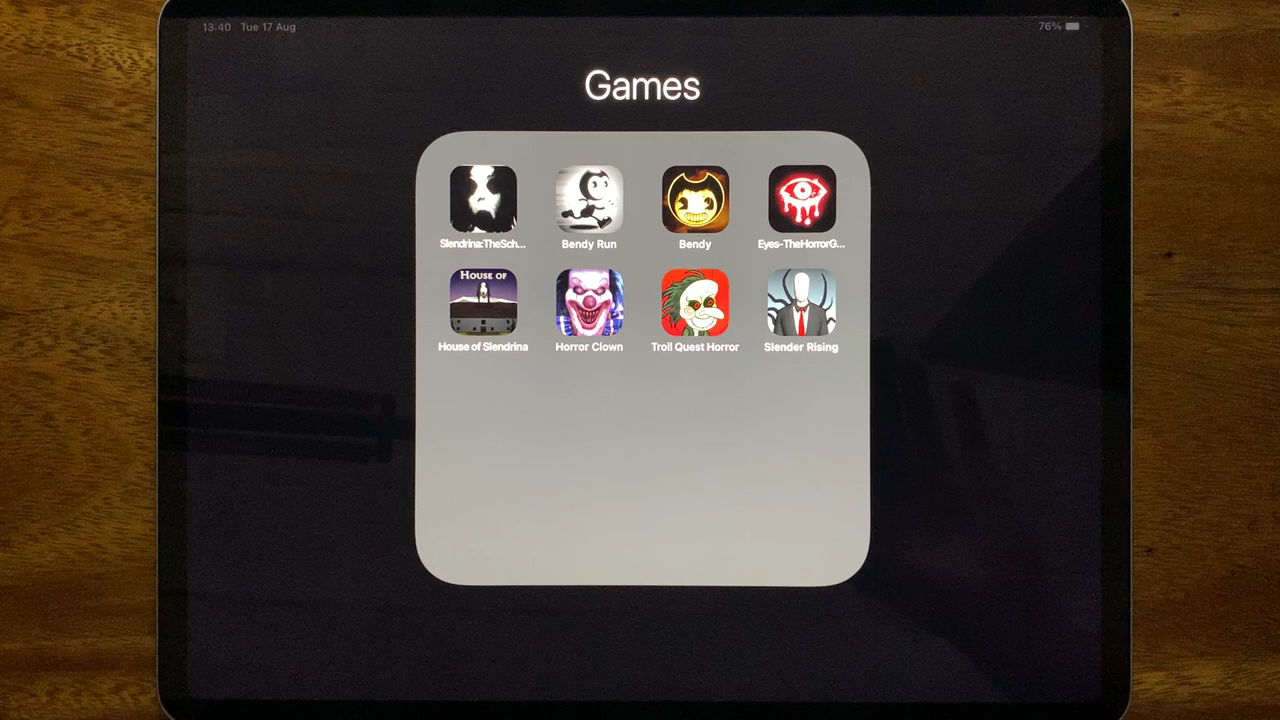 13:40 Tue 17 Aug
76%
Games
Slendrina:TheSch...
Bendy Run
Bendy
Eyes-TheHorrorG...
HOUSE OF
House of Slendrina
Horror Clown
Troll Quest Horror
Slender Rising